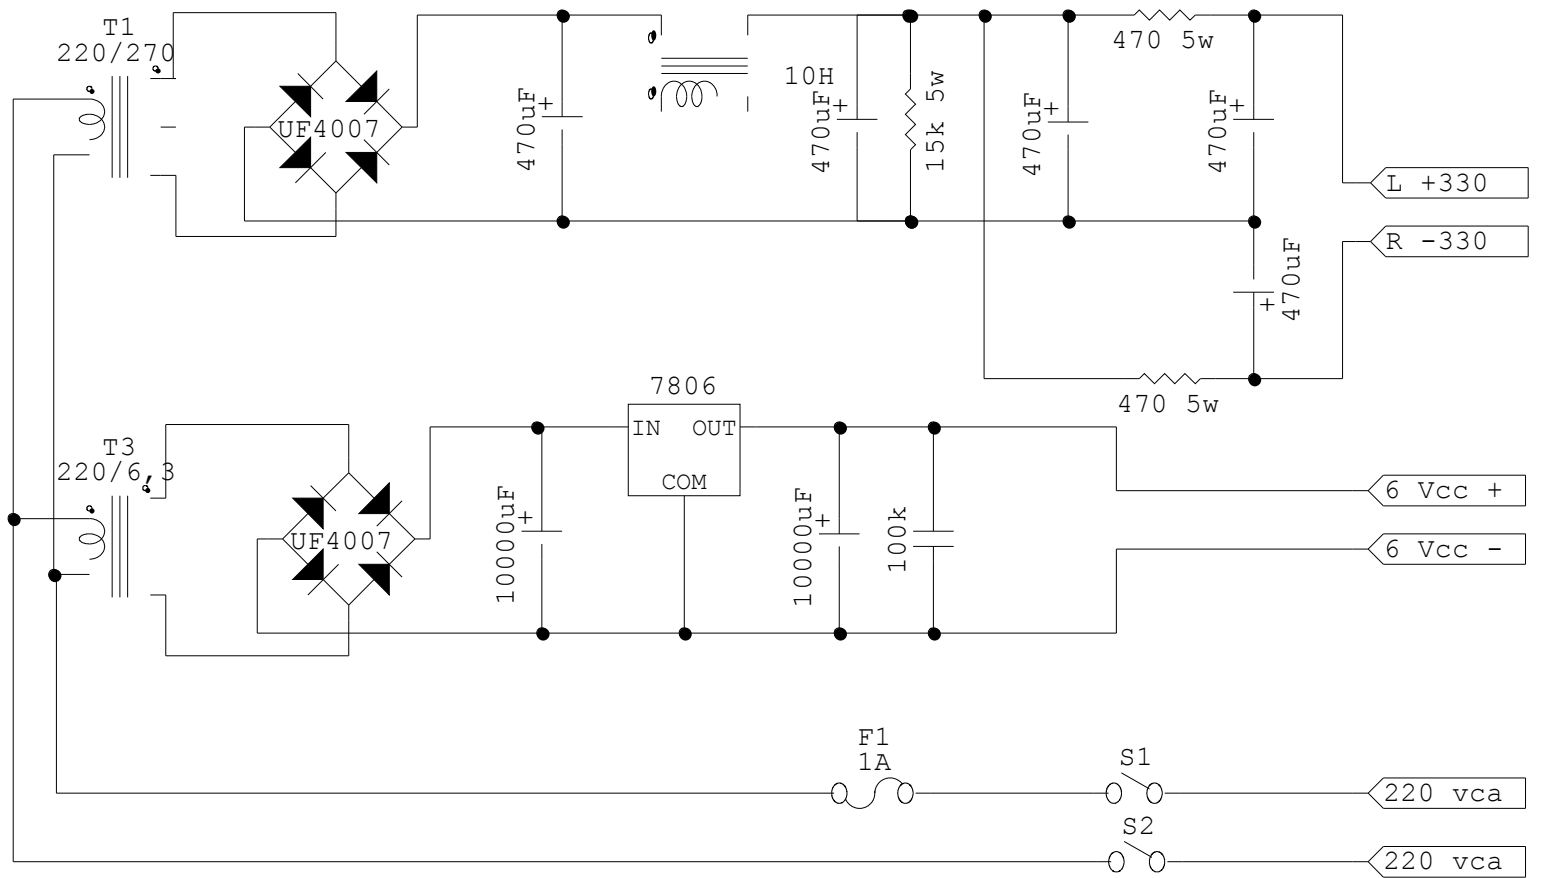 T1
220/270
UF4007
470uF
+
10H
470uF
+
15k 5w
470uF
+
470 5w
470uF
+
L +330
R -330
470uF
+
470 5w
T3
220/6,3
UF4007
10000uF
+
7806
IN OUT
COM
10000uF
+
100k
6 Vcc +
6 Vcc -
F1
1A
S1
220 vca
S2
220 vca